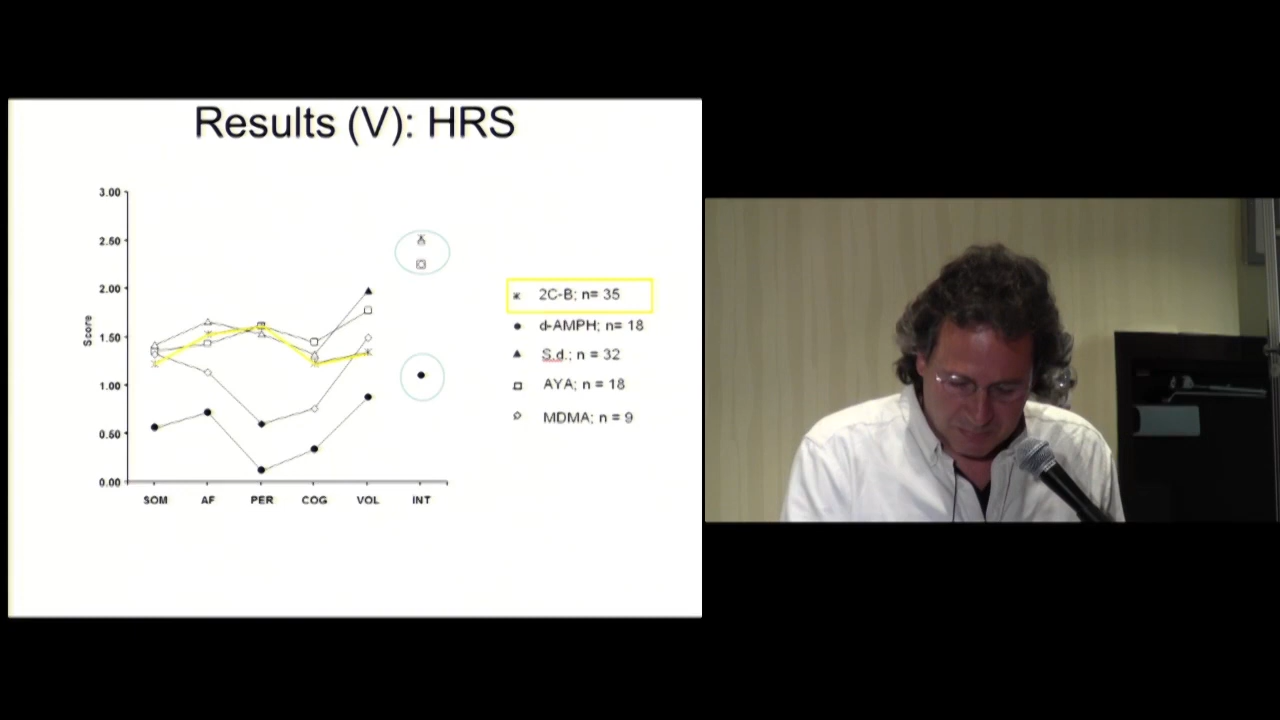 Results (V): HRS
3.00
2.50
2.00
1.50
1.00
0.50
0.00
Score
SOM AF PER COG VOL INT
2C-B; n= 35
d-AMPH; n= 18
S.d.; n = 32
AYA; n = 18
MDMA; n = 9